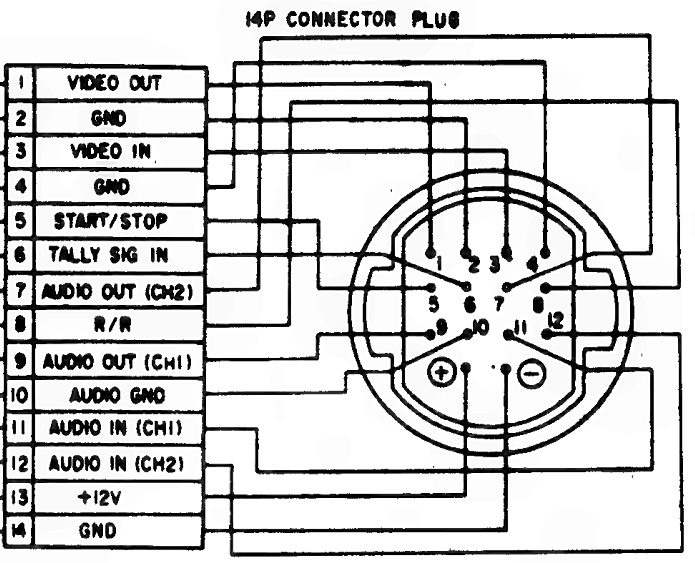 14P CONNECTOR PLUG
1 VIDEO OUT
2 GND
3 VIDEO IN
4 GND
5 START/STOP
6 TALLY SIG IN
7 AUDIO OUT (CH2)
8 R/R
9 AUDIO OUT (CH1)
10 AUDIO GND
11 AUDIO IN (CH1)
12 AUDIO IN (CH2)
13 +12V
14 GND
1 2 3 4
5 6 7 8
9 10 11 12
+ −